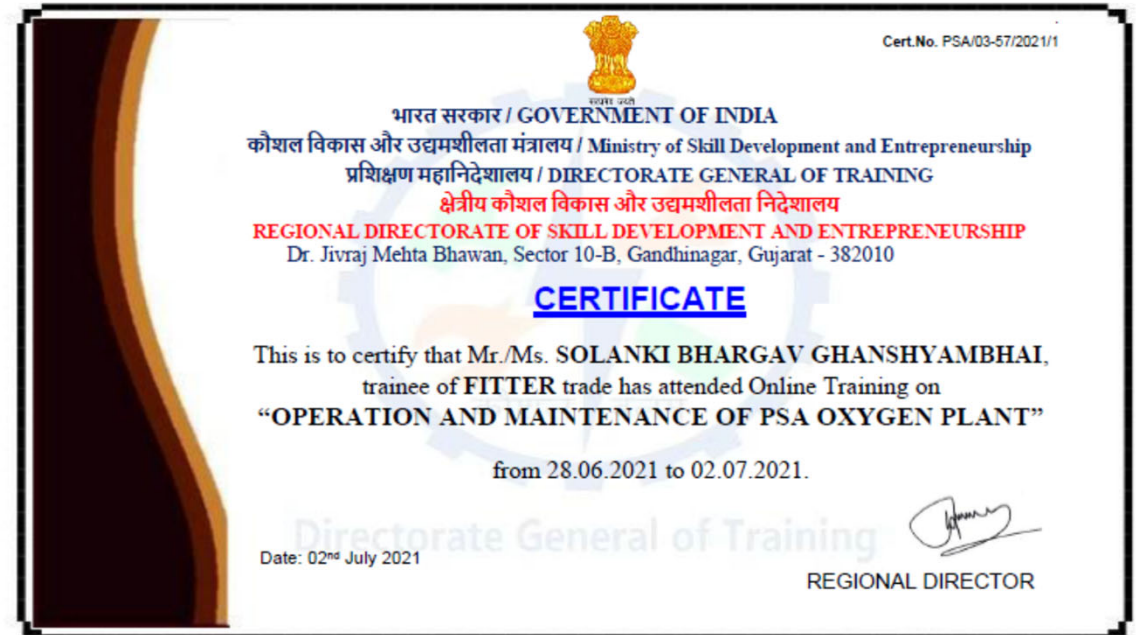 Cert.No. PSA/03-57/2021/1
सत्यमेव जयते
भारत सरकार / GOVERNMENT OF INDIA
कौशल विकास और उद्यमशीलता मंत्रालय / Ministry of Skill Development and Entrepreneurship
प्रशिक्षण महानिदेशालय / DIRECTORATE GENERAL OF TRAINING
क्षेत्रीय कौशल विकास और उद्यमशीलता निदेशालय
REGIONAL DIRECTORATE OF SKILL DEVELOPMENT AND ENTREPRENEURSHIP
Dr. Jivraj Mehta Bhawan, Sector 10-B, Gandhinagar, Gujarat - 382010
CERTIFICATE
This is to certify that Mr./Ms. SOLANKI BHARGAV GHANSHYAMBHAI,
trainee of FITTER trade has attended Online Training on
“OPERATION AND MAINTENANCE OF PSA OXYGEN PLANT”
from 28.06.2021 to 02.07.2021.
Directorate General of Training
Date: 02nd July 2021
REGIONAL DIRECTOR